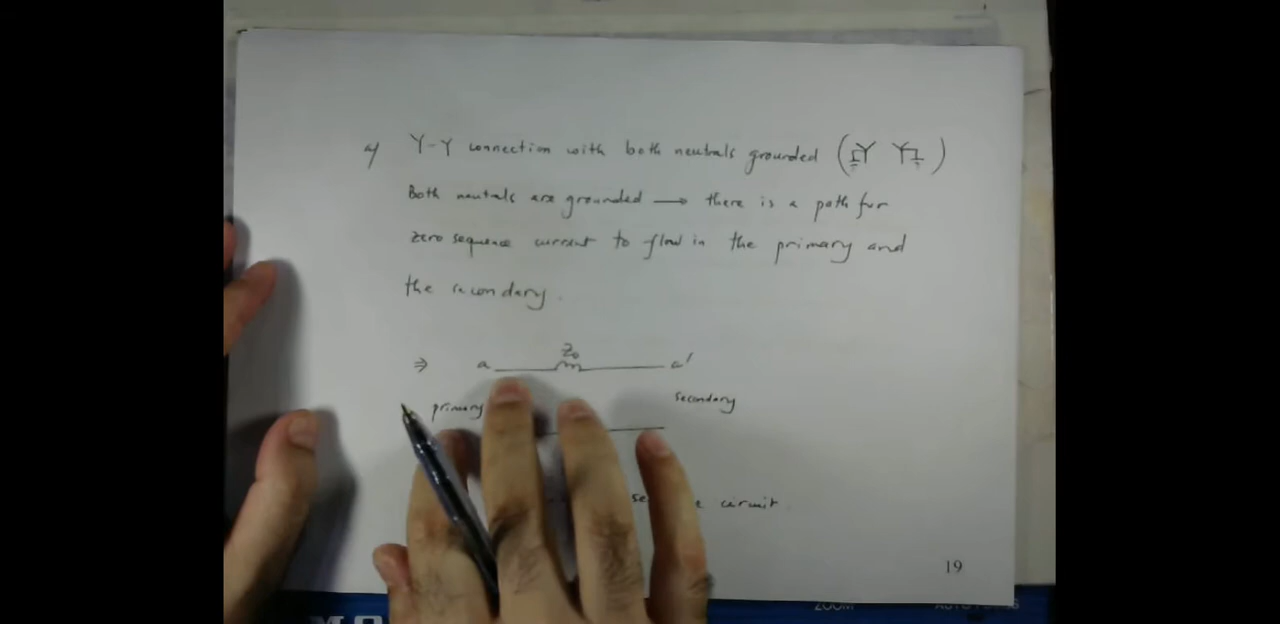 a) Y-Y connection with both neutrals grounded ( Y Y )
Both neutrals are grounded → there is a path for
zero sequence current to flow in the primary and
the secondary.
⇒ a Z₀ a'
primary secondary
circuit
19
ZOOM